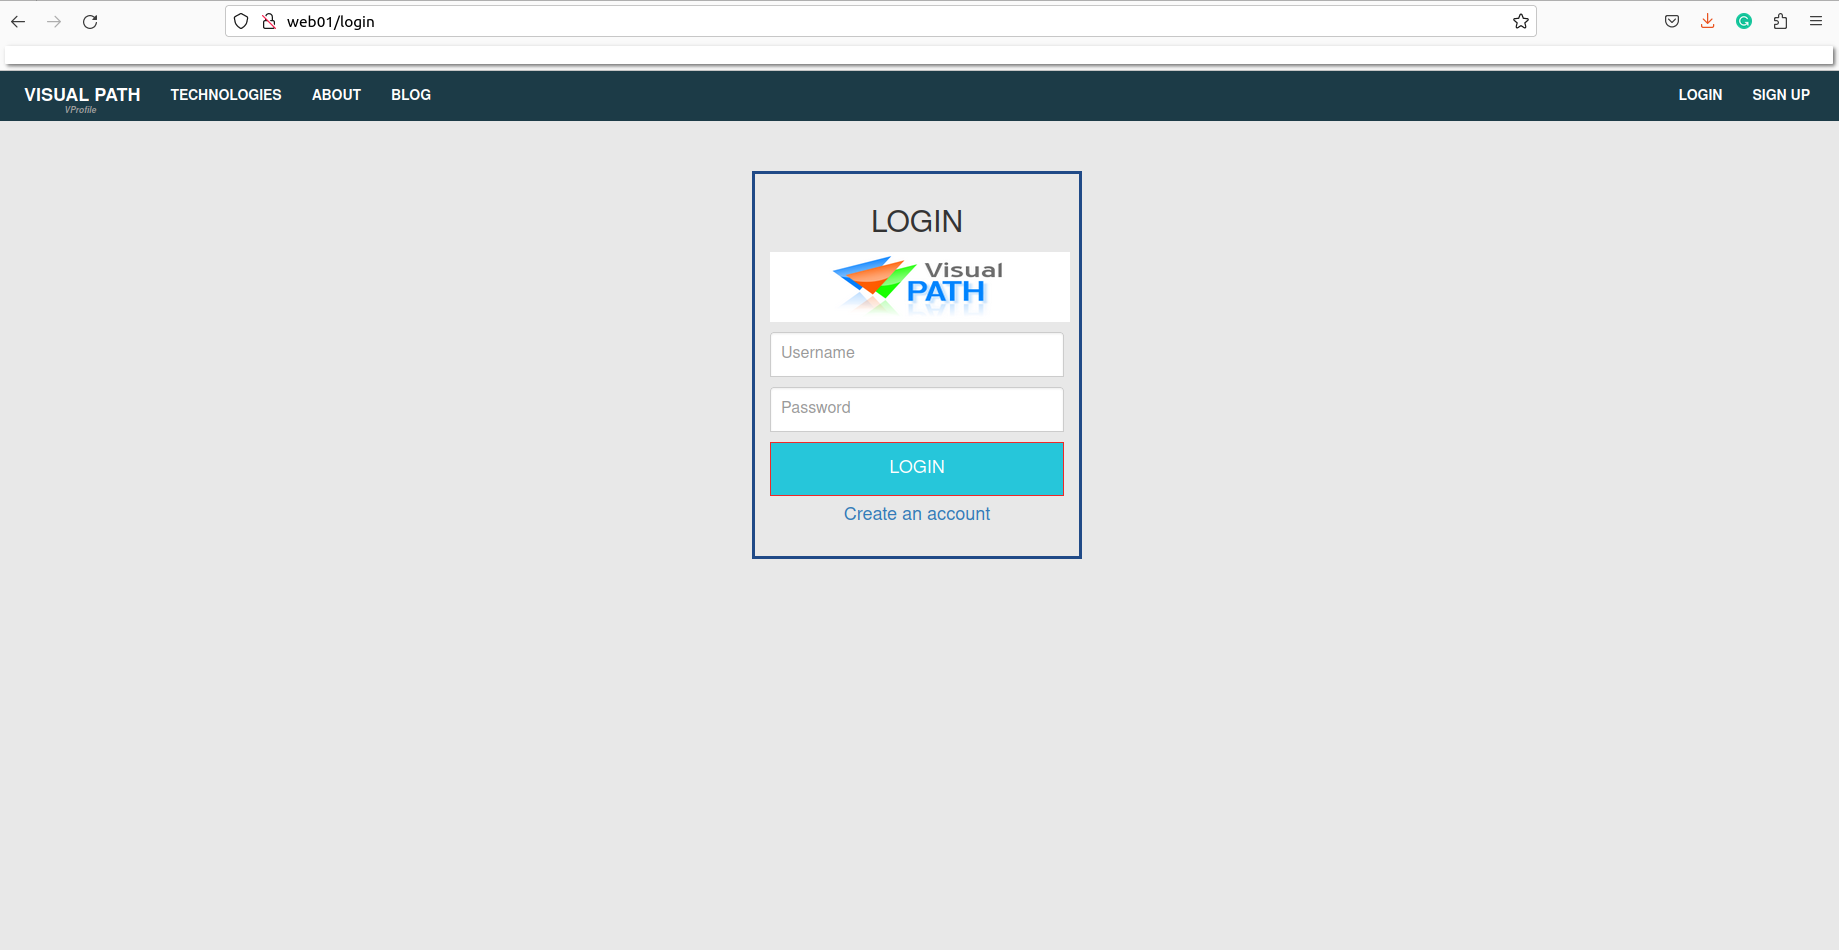 web01/login
VISUAL PATH TECHNOLOGIES ABOUT BLOG LOGIN SIGN UP
VProfile
LOGIN
Visual
PATH
Username
Password
LOGIN
Create an account